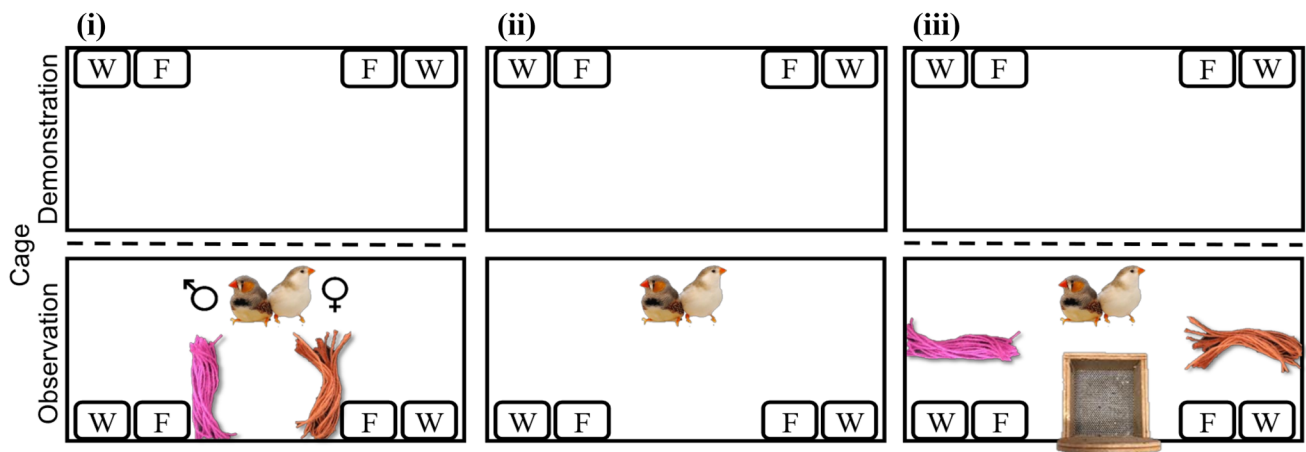 (i) (ii) (iii)
W F F W W F F W W F F W
Demonstration
Cage
Observation
♂ ♀
W F F W W F F W W F F W